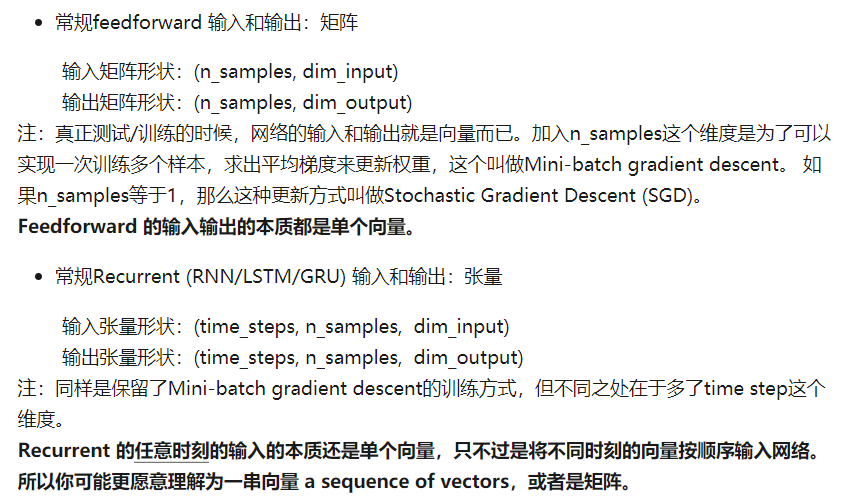 • 常规feedforward 输入和输出：矩阵
输入矩阵形状：(n_samples, dim_input)
输出矩阵形状：(n_samples, dim_output)
注：真正测试/训练的时候，网络的输入和输出就是向量而已。加入n_samples这个维度是为了可以
实现一次训练多个样本，求出平均梯度来更新权重，这个叫做Mini-batch gradient descent。 如
果n_samples等于1，那么这种更新方式叫做Stochastic Gradient Descent (SGD)。
Feedforward 的输入输出的本质都是单个向量。
• 常规Recurrent (RNN/LSTM/GRU) 输入和输出：张量
输入张量形状：(time_steps, n_samples, dim_input)
输出张量形状：(time_steps, n_samples, dim_output)
注：同样是保留了Mini-batch gradient descent的训练方式，但不同之处在于多了time step这个
维度。
Recurrent 的任意时刻的输入的本质还是单个向量，只不过是将不同时刻的向量按顺序输入网络。
所以你可能更愿意理解为一串向量 a sequence of vectors，或者是矩阵。